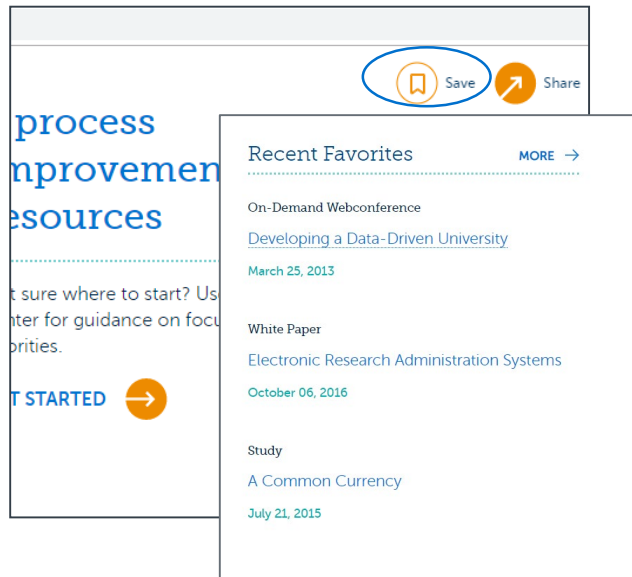 Save
Share
process
mprovemen
esources
t sure where to start? Us
nter for guidance on focu
orities.
T STARTED
Recent Favorites
MORE
On-Demand Webconference
Developing a Data-Driven University
March 25, 2013
White Paper
Electronic Research Administration Systems
October 06, 2016
Study
A Common Currency
July 21, 2015